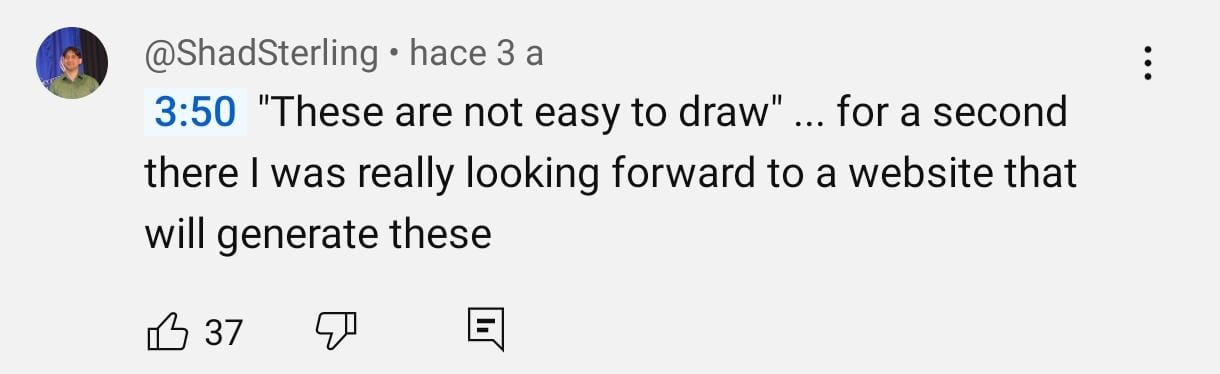 @ShadSterling • hace 3 a
3:50 "These are not easy to draw" ... for a second
there I was really looking forward to a website that
will generate these
37